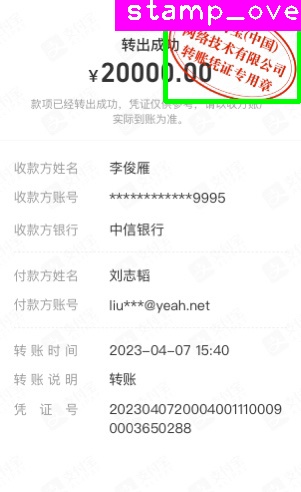 stamp_ove
转出成功
宝(中国)
网络技术有限公司
转账凭证专用章
¥20000.00
款项已经转出成功，凭证仅供参考，请以收方账户
实际到账为准。
收款方姓名 李俊雁
收款方账号 ************9995
收款方银行 中信银行
付款方姓名 刘志韬
付款方账号 liu***@yeah.net
转账时间 2023-04-07 15:40
转账说明 转账
凭证号 2023040720004001110009
0003650288